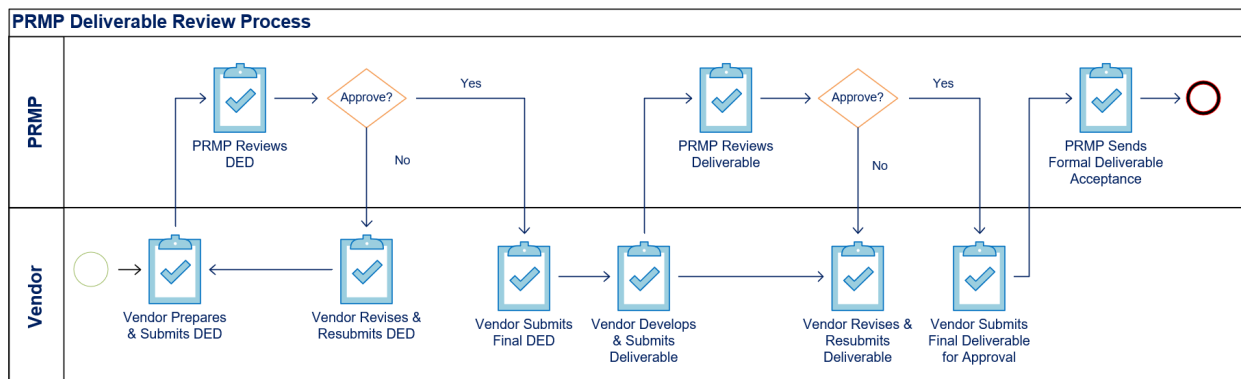 PRMP Deliverable Review Process
PRMP
PRMP Reviews
DED
Approve?
Yes
No
PRMP Reviews
Deliverable
Approve?
Yes
No
PRMP Sends
Formal Deliverable
Acceptance
Vendor
Vendor Prepares
& Submits DED
Vendor Revises &
Resubmits DED
Vendor Submits
Final DED
Vendor Develops
& Submits
Deliverable
Vendor Revises &
Resubmits
Deliverable
Vendor Submits
Final Deliverable
for Approval